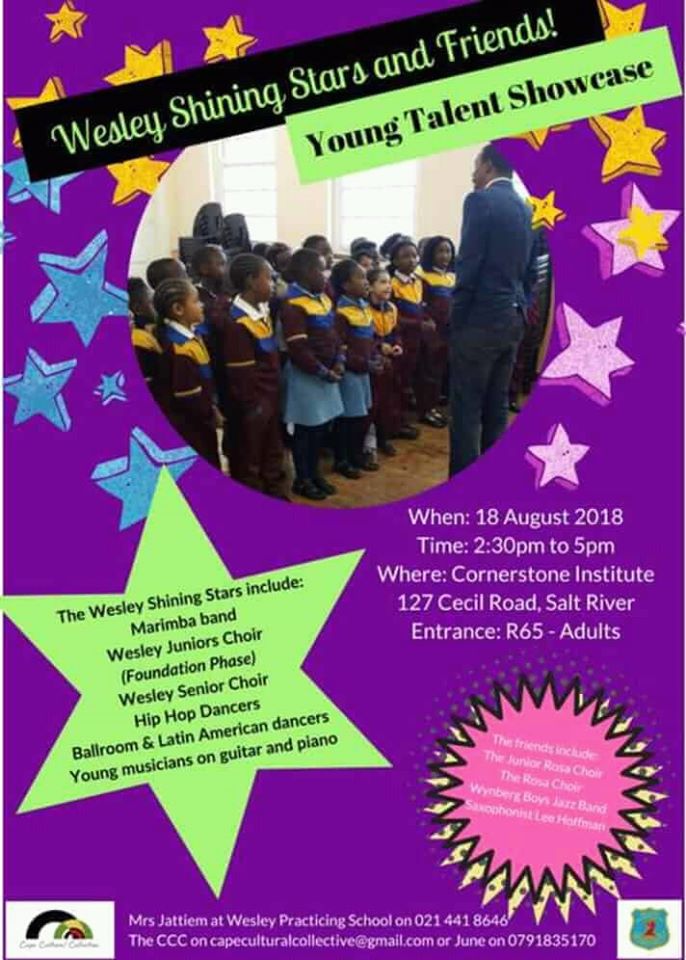 Wesley Shining Stars and Friends!
Young Talent Showcase
When: 18 August 2018
Time: 2:30pm to 5pm
Where: Cornerstone Institute
127 Cecil Road, Salt River
Entrance: R65 - Adults
The Wesley Shining Stars include:
Marimba band
Wesley Juniors Choir
(Foundation Phase)
Wesley Senior Choir
Hip Hop Dancers
Ballroom & Latin American dancers
Young musicians on guitar and piano
The friends include:
The Junior Rosa Choir
The Rosa Choir
Wynberg Boys Jazz Band
Saxophonist Lee Hoffman
Cape Cultural Collective
Mrs Jattiem at Wesley Practicing School on 021 441 8646
The CCC on capeculturalcollective@gmail.com or June on 0791835170